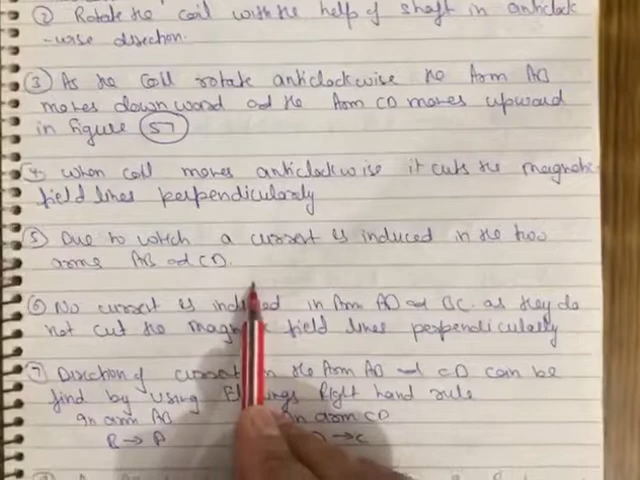 ② Rotate the coil with the help of shaft in anticlock
-wise direction.
③ As the coil rotate anticlockwise the Arm AB
moves downward and the Arm CD moves upward
in figure (57)
④ When coil moves anticlockwise it cuts the magnetic
field lines perpendicularly
⑤ Due to which a current is induced in the two
arms AB and CD.
⑥ No current is in Arm AD and BC. as they do
not cut the field lines perpendicularly
⑦ Direction of current in the Arm AB and CD can be
find by using Right hand rule
In arm AB in arm CD
B → A → C